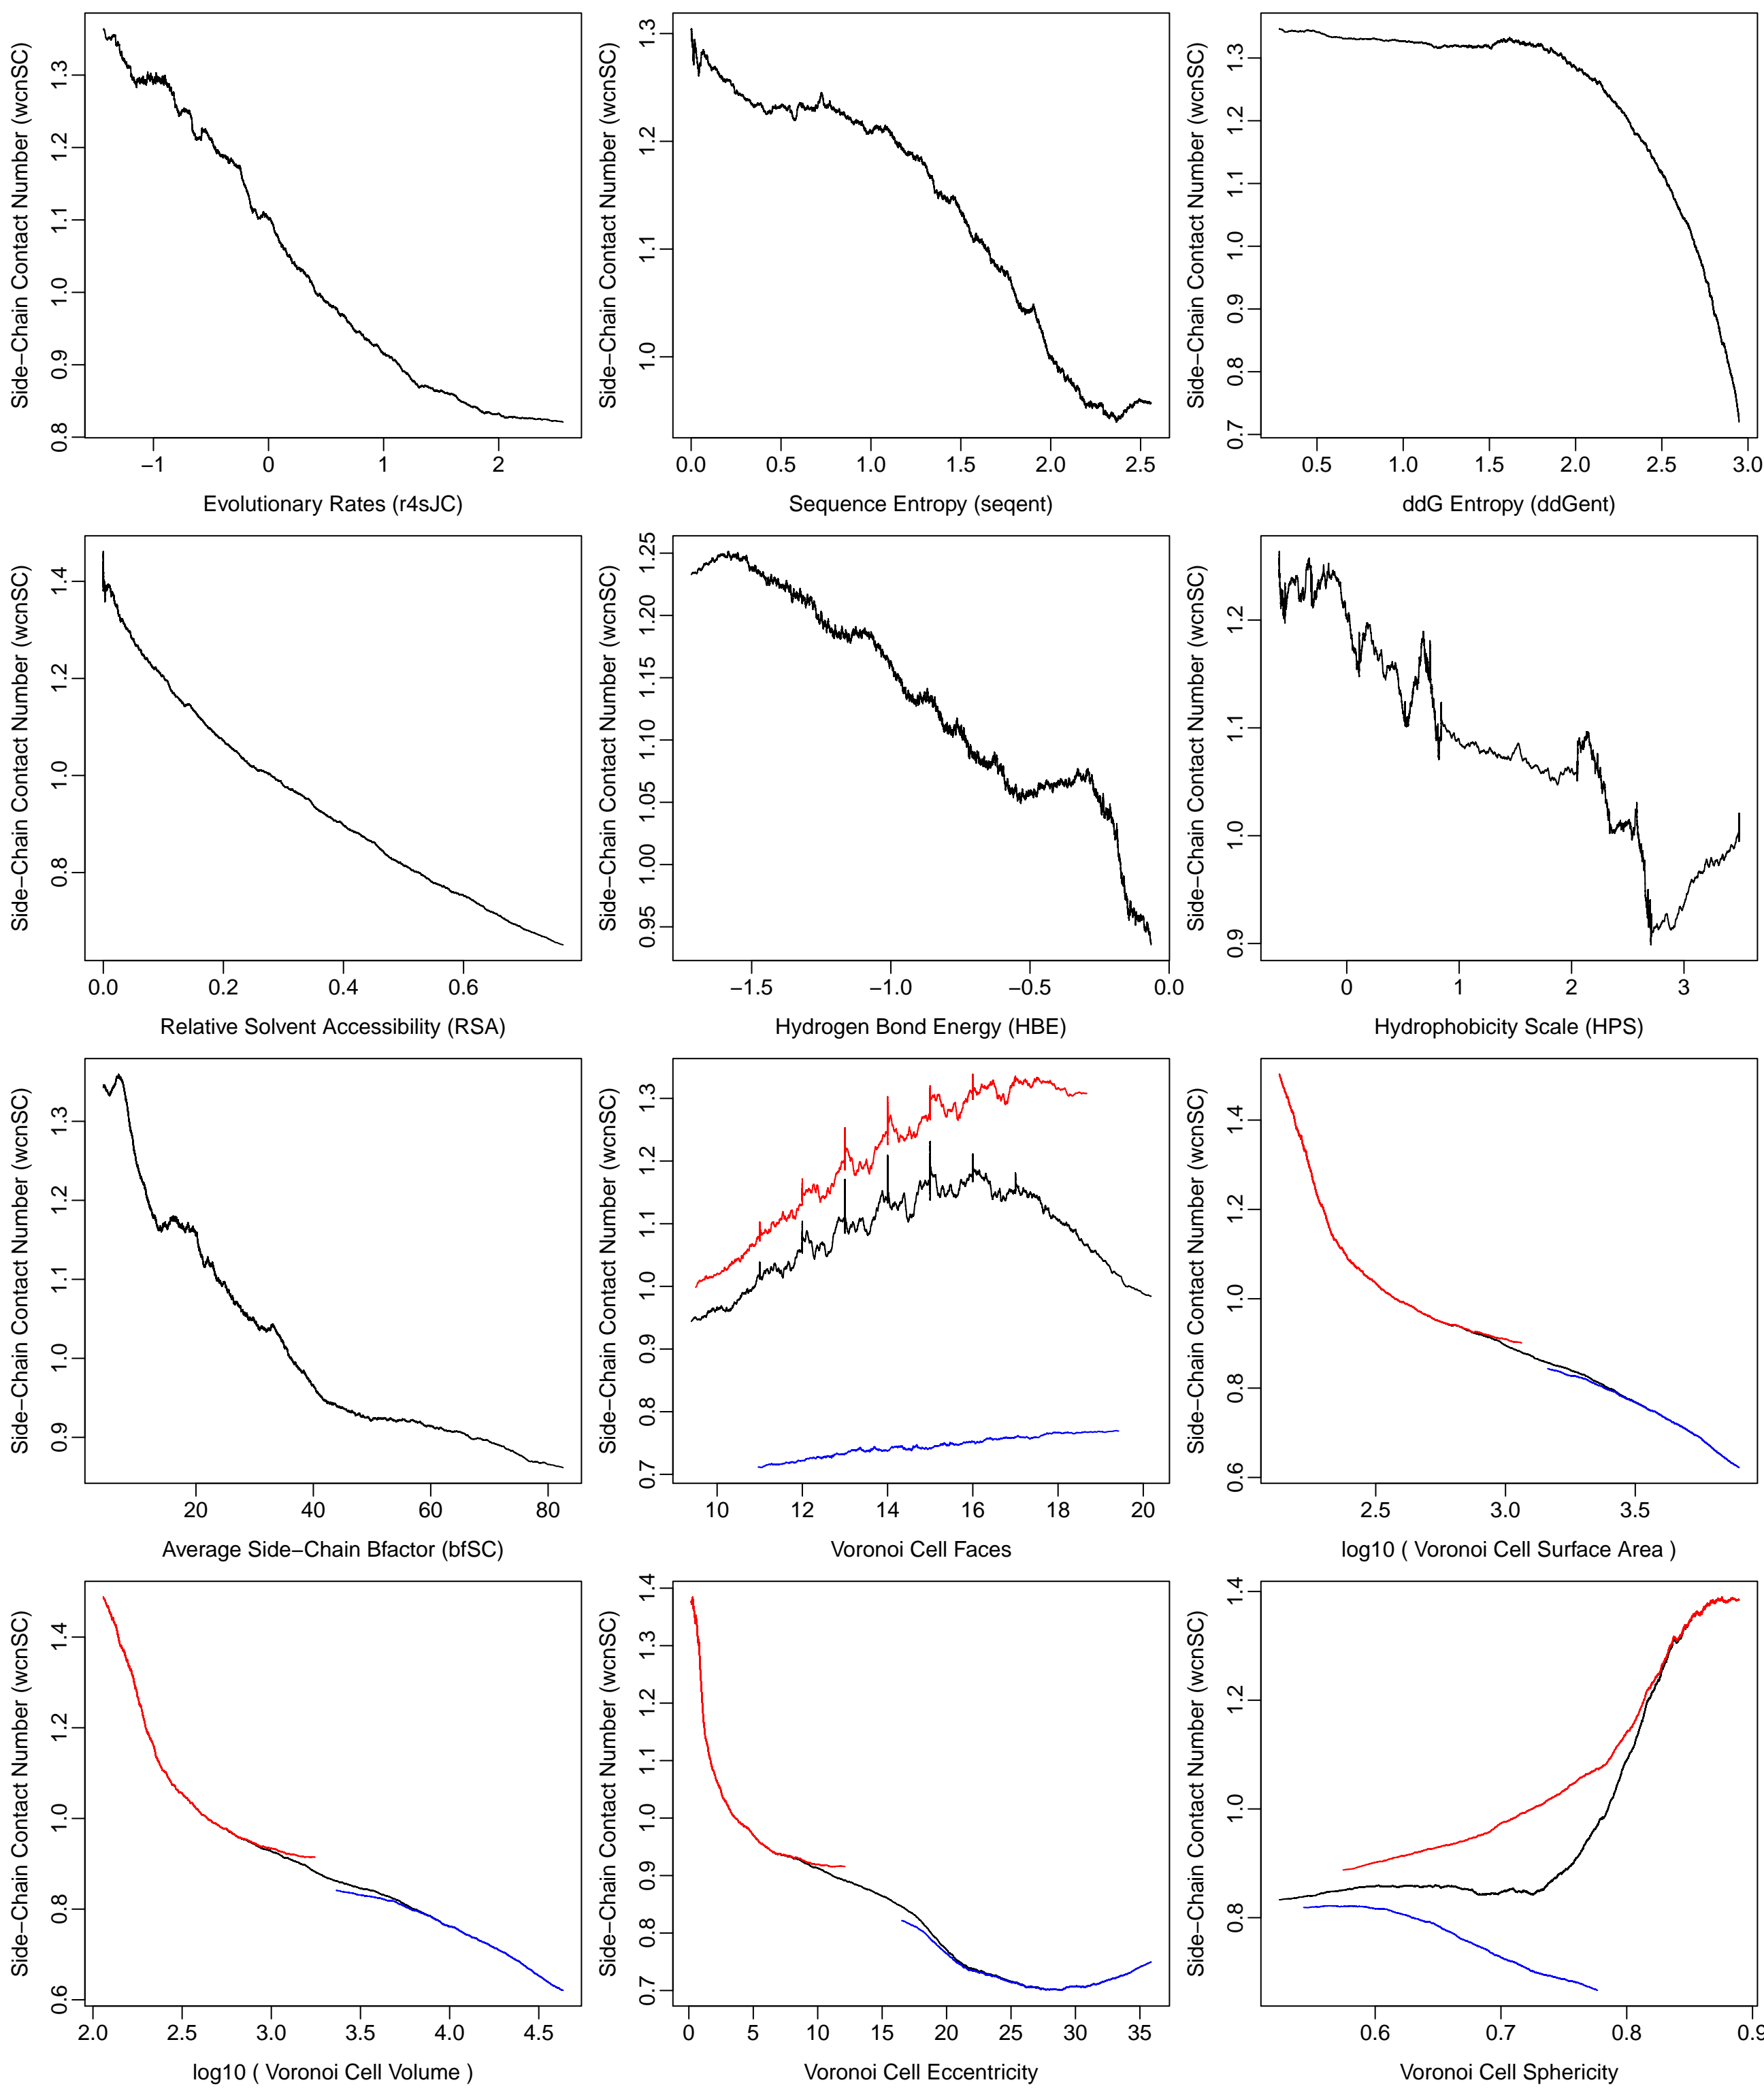 Side−Chain Contact Number (wcnSC)
0.8 0.9 1.0 1.1 1.2 1.3
−1 0 1 2
Evolutionary Rates (r4sJC)
Side−Chain Contact Number (wcnSC)
1.0 1.1 1.2 1.3
0.0 0.5 1.0 1.5 2.0 2.5
Sequence Entropy (seqent)
Side−Chain Contact Number (wcnSC)
0.7 0.8 0.9 1.0 1.1 1.2 1.3
0.5 1.0 1.5 2.0 2.5 3.0
ddG Entropy (ddGent)
Side−Chain Contact Number (wcnSC)
0.8 1.0 1.2 1.4
0.0 0.2 0.4 0.6
Relative Solvent Accessibility (RSA)
Side−Chain Contact Number (wcnSC)
0.95 1.00 1.05 1.10 1.15 1.20 1.25
−1.5 −1.0 −0.5 0.0
Hydrogen Bond Energy (HBE)
Side−Chain Contact Number (wcnSC)
0.9 1.0 1.1 1.2
0 1 2 3
Hydrophobicity Scale (HPS)
Side−Chain Contact Number (wcnSC)
0.9 1.0 1.1 1.2 1.3
20 40 60 80
Average Side−Chain Bfactor (bfSC)
Side−Chain Contact Number (wcnSC)
0.7 0.8 0.9 1.0 1.1 1.2 1.3
10 12 14 16 18 20
Voronoi Cell Faces
Side−Chain Contact Number (wcnSC)
0.6 0.8 1.0 1.2 1.4
2.5 3.0 3.5
log10 ( Voronoi Cell Surface Area )
Side−Chain Contact Number (wcnSC)
0.6 0.8 1.0 1.2 1.4
2.0 2.5 3.0 3.5 4.0 4.5
log10 ( Voronoi Cell Volume )
Side−Chain Contact Number (wcnSC)
0.7 0.8 0.9 1.0 1.1 1.2 1.3 1.4
0 5 10 15 20 25 30 35
Voronoi Cell Eccentricity
Side−Chain Contact Number (wcnSC)
0.8 1.0 1.2 1.4
0.6 0.7 0.8 0.9
Voronoi Cell Sphericity